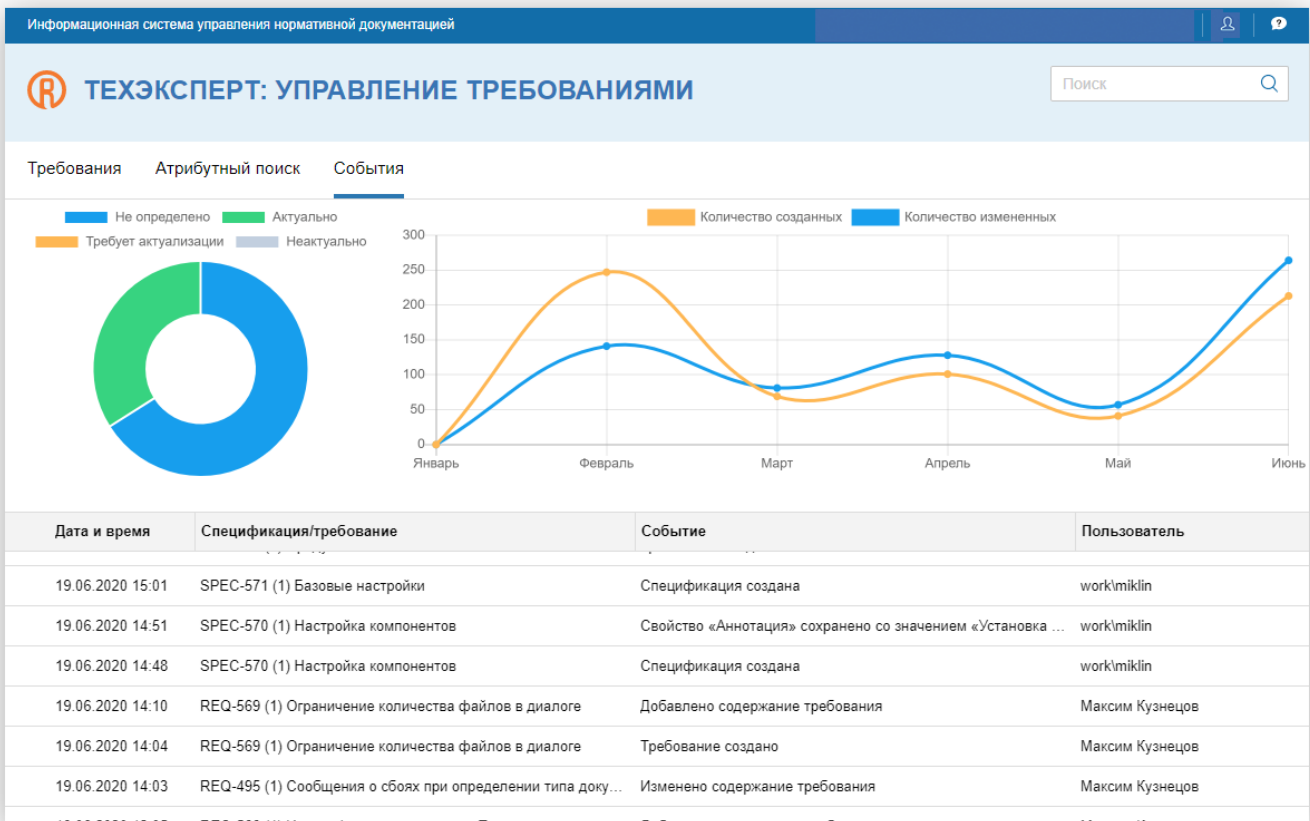 Информационная система управления нормативной документацией
ТЕХЭКСПЕРТ: УПРАВЛЕНИЕ ТРЕБОВАНИЯМИ
Поиск
Требования Атрибутный поиск События
Не определено Актуально
Требует актуализации Неактуально
Количество созданных Количество измененных
300
250
200
150
100
50
0
Январь Февраль Март Апрель Май Июнь
Дата и время Спецификация/требование Событие Пользователь
19.06.2020 15:01 SPEC-571 (1) Базовые настройки Спецификация создана work\miklin
19.06.2020 14:51 SPEC-570 (1) Настройка компонентов Свойство «Аннотация» сохранено со значением «Установка ... work\miklin
19.06.2020 14:48 SPEC-570 (1) Настройка компонентов Спецификация создана work\miklin
19.06.2020 14:10 REQ-569 (1) Ограничение количества файлов в диалоге Добавлено содержание требования Максим Кузнецов
19.06.2020 14:04 REQ-569 (1) Ограничение количества файлов в диалоге Требование создано Максим Кузнецов
19.06.2020 14:03 REQ-495 (1) Сообщения о сбоях при определении типа доку... Изменено содержание требования Максим Кузнецов